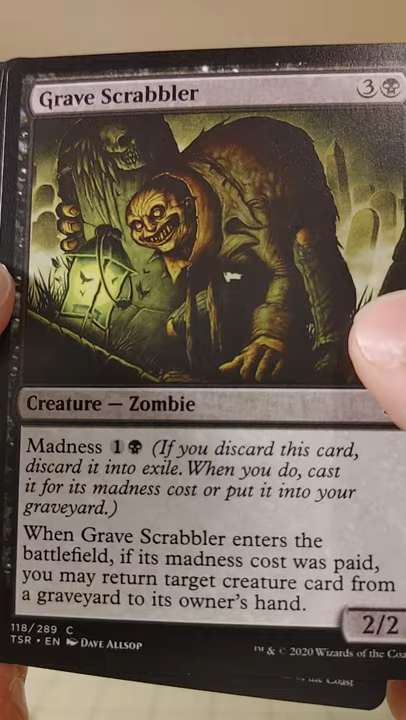 Grave Scrabbler 3
Creature — Zombie
Madness 1 (If you discard this card,
discard it into exile. When you do, cast
it for its madness cost or put it into your
graveyard.)
When Grave Scrabbler enters the
battlefield, if its madness cost was paid,
you may return target creature card from
a graveyard to its owner's hand.
2/2
118/289 C
TSR • EN DAVE ALLSOP
™ & © 2020 Wizards of the Coa
of the Coast